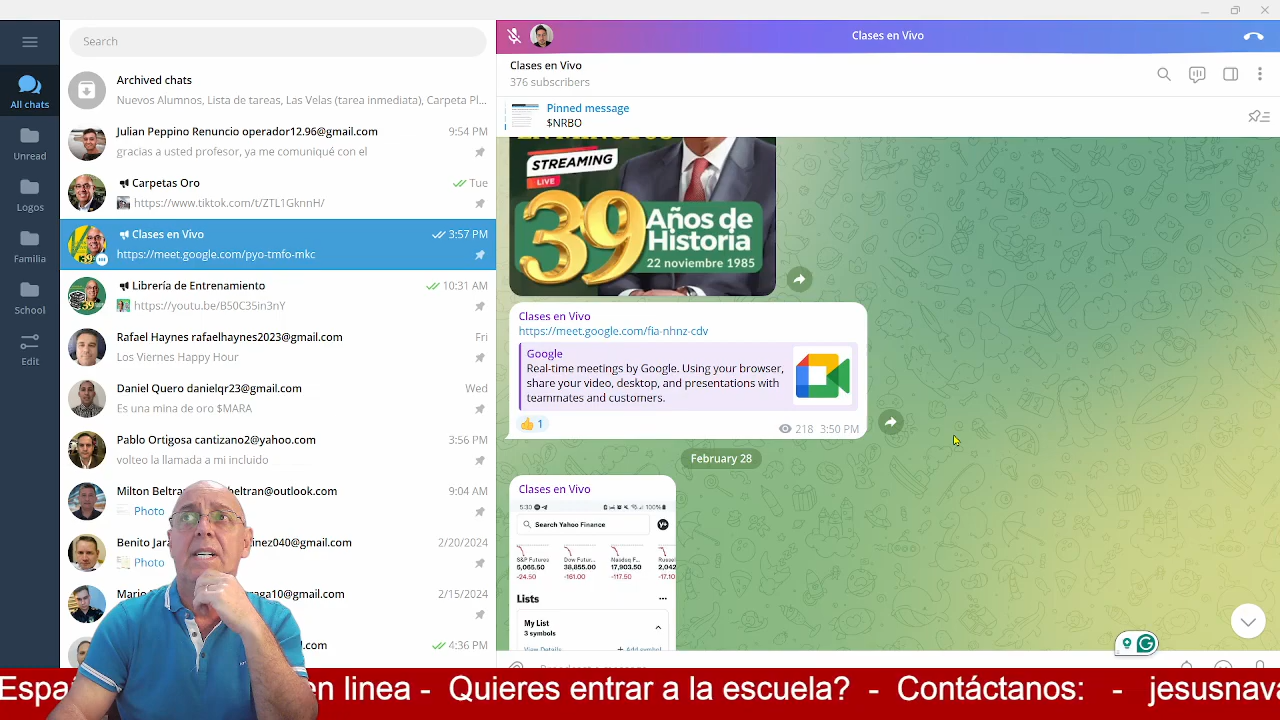 Search
Archived chats
Nuevos Alumnos, Lista de tareas, Las Velas (tarea inmediata), Carpeta Pl...
All chats
Unread
Logos
Familia
School
Edit
Julian Perpino Renuncio operador12.96@gmail.com
9:54 PM
gracias a usted profesor, ya me comuniqué con el
Carpetas Oro
Tue
https://www.tiktok.com/t/ZTL1GknnH/
Clases en Vivo
3:57 PM
https://meet.google.com/pyo-tmfo-mkc
Librería de Entrenamiento
10:31 AM
https://youtu.be/B50C35in3nY
Rafael Haynes rafaelhaynes2023@gmail.com
Fri
Los Viernes Happy Hour
Daniel Quero danielqr23@gmail.com
Wed
Es una mina de oro $MARA
Pablo Origosa cantizano2@yahoo.com
3:56 PM
volteo la llamada a mi incluido
Milton Beltra
beltran@outlook.com
9:04 AM
Photo
Benito Jara
inez040@gmail.com
2/20/2024
Photo
ga10@gmail.com
2/15/2024
.com
4:36 PM
Clases en Vivo
Clases en Vivo
376 subscribers
Pinned message
$NRBO
STREAMING
LIVE
39 Años de
Historia
22 noviembre 1985
Clases en Vivo
https://meet.google.com/fia-nhnz-cdv
Google
Real-time meetings by Google. Using your browser,
share your video, desktop, and presentations with
teammates and customers.
1
218 3:50 PM
February 28
Clases en Vivo
5:30
100%
Search Yahoo Finance
S&P Futures
Dow Futur...
Nasdaq F...
5,065.50
38,855.00
17,903.50
2,042
-24.50
-161.00
-117.50
-17.10
Lists
My List
3 symbols
View Details
+ Add symbol
en linea - Quieres entrar a la escuela? - Contáctanos: - jesusnava